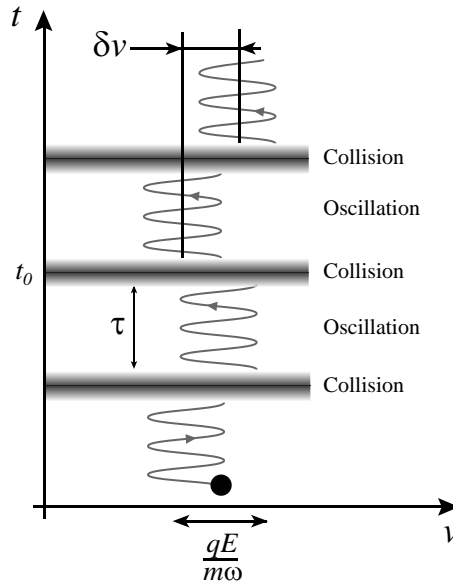 t
δv
Collision
Oscillation
t₀ Collision
τ Oscillation
Collision
v
qE
mω